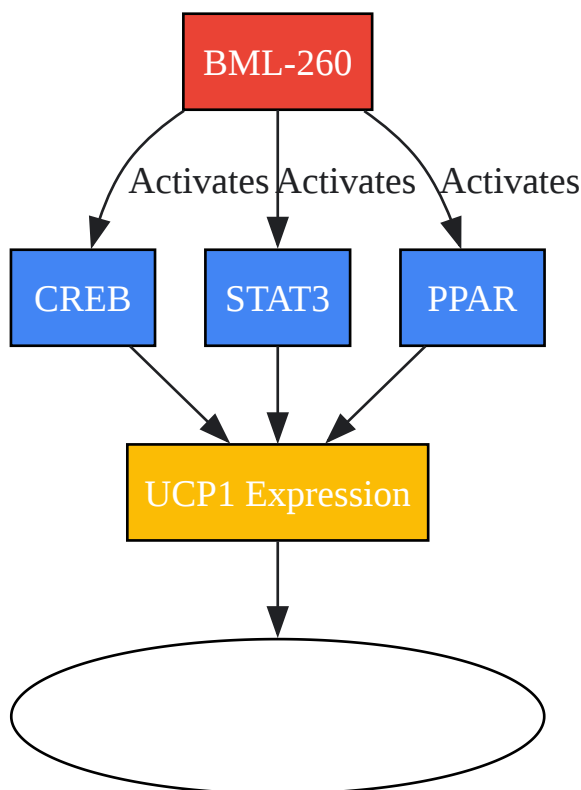 BML-260
Activates Activates Activates
CREB STAT3 PPAR
UCP1 Expression